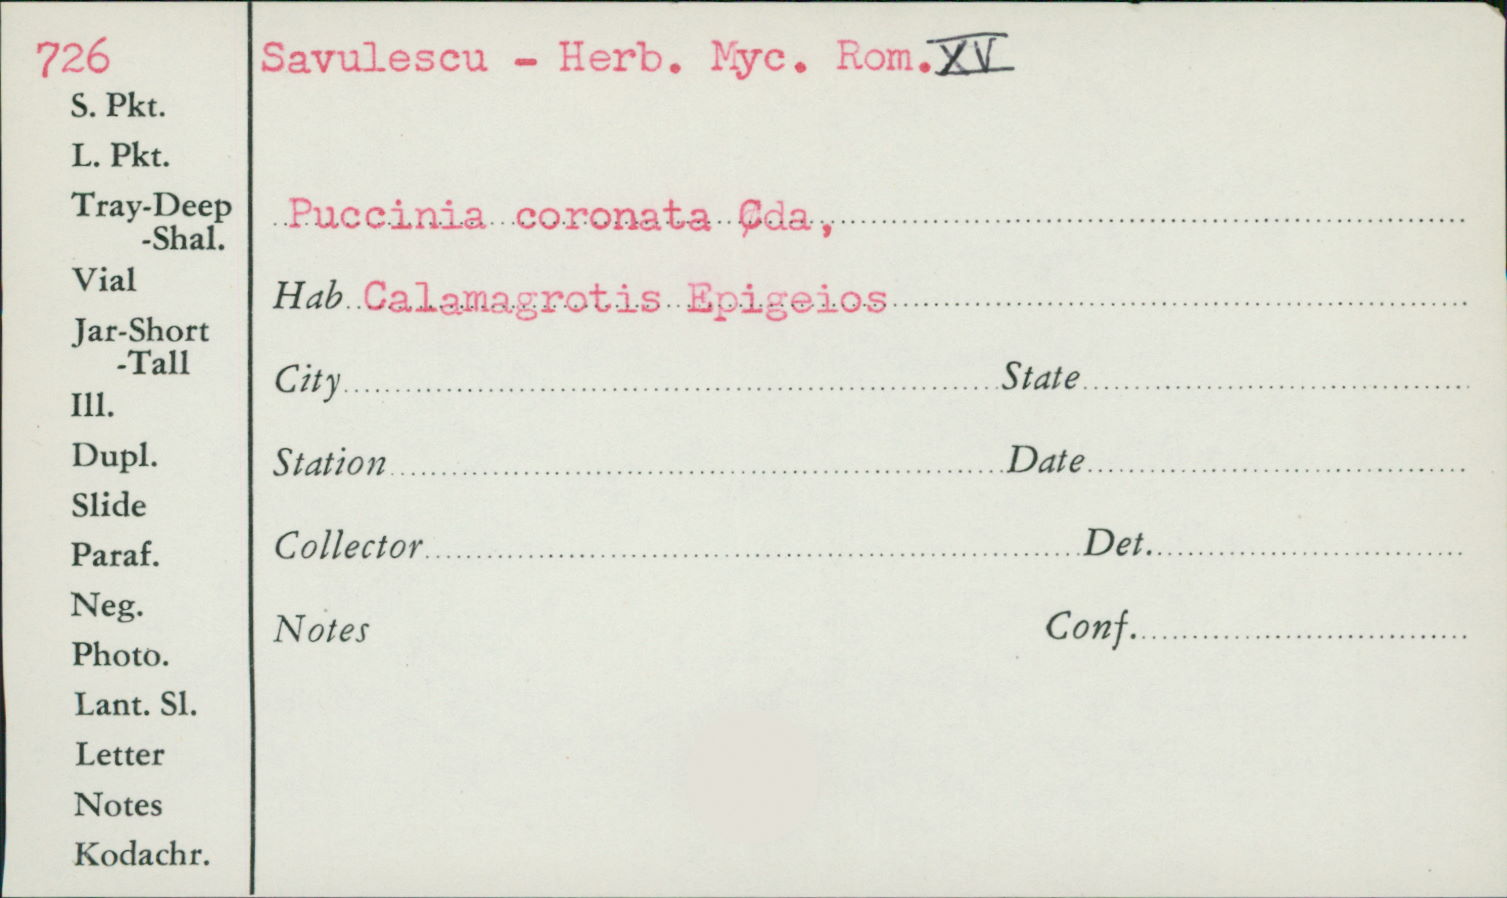 726
Savulescu - Herb. Myc. Rom. XV
S. Pkt.
L. Pkt.
Tray-Deep
-Shal.
Puccinia coronata Cda,
Vial
Hab. Calamagrotis Epigeios
Jar-Short
-Tall
City
State
Ill.
Dupl.
Station
Date
Slide
Paraf.
Collector
Det.
Neg.
Notes
Conf.
Photo.
Lant. Sl.
Letter
Notes
Kodachr.